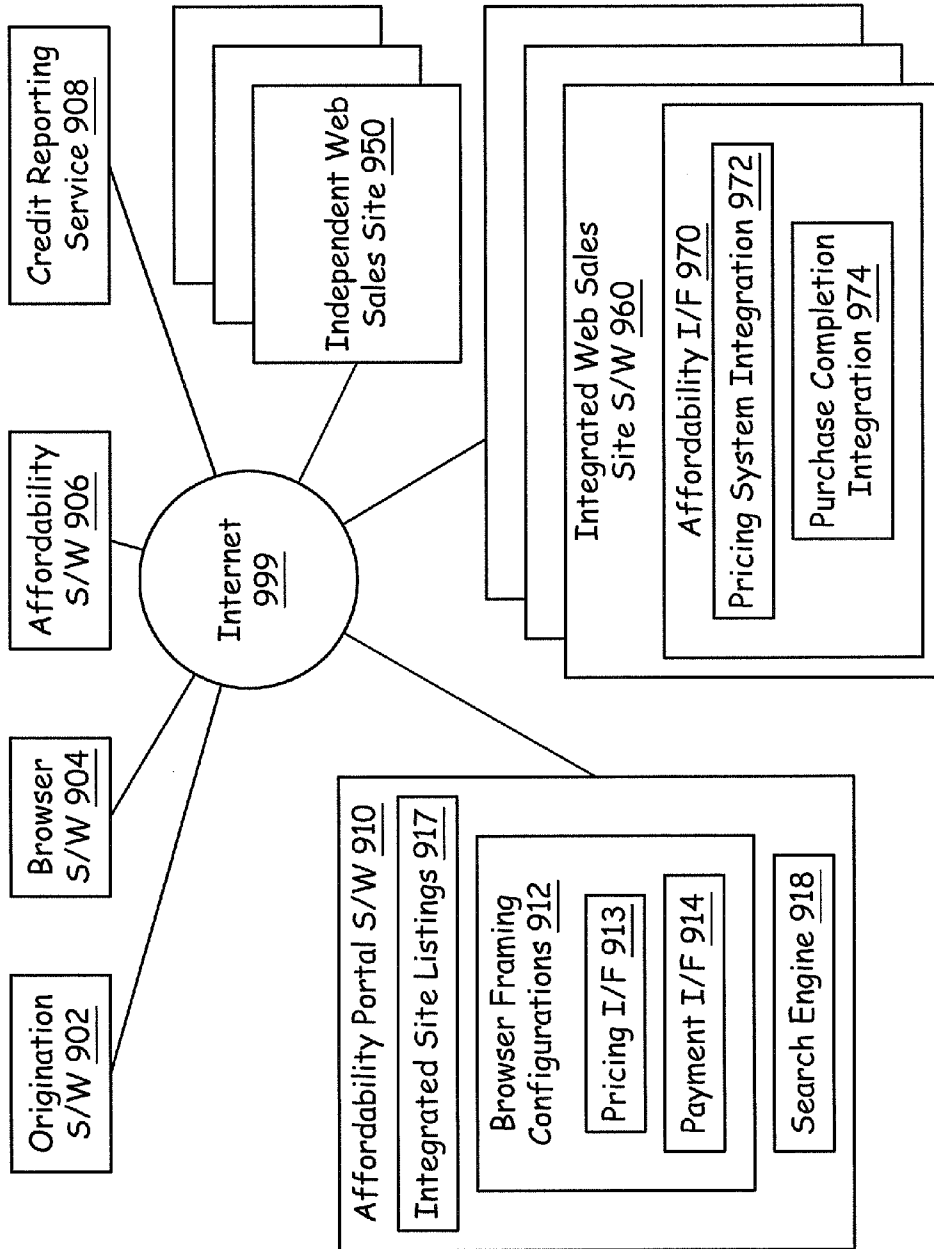 Origination
S/W 902
Browser
S/W 904
Affordability
S/W 906
Credit Reporting
Service 908
Internet
999
Independent Web
Sales Site 950
Affordability Portal S/W 910
Integrated Site Listings 917
Browser Framing
Configurations 912
Pricing I/F 913
Payment I/F 914
Search Engine 918
Integrated Web Sales
Site S/W 960
Affordability I/F 970
Pricing System Integration 972
Purchase Completion
Integration 974